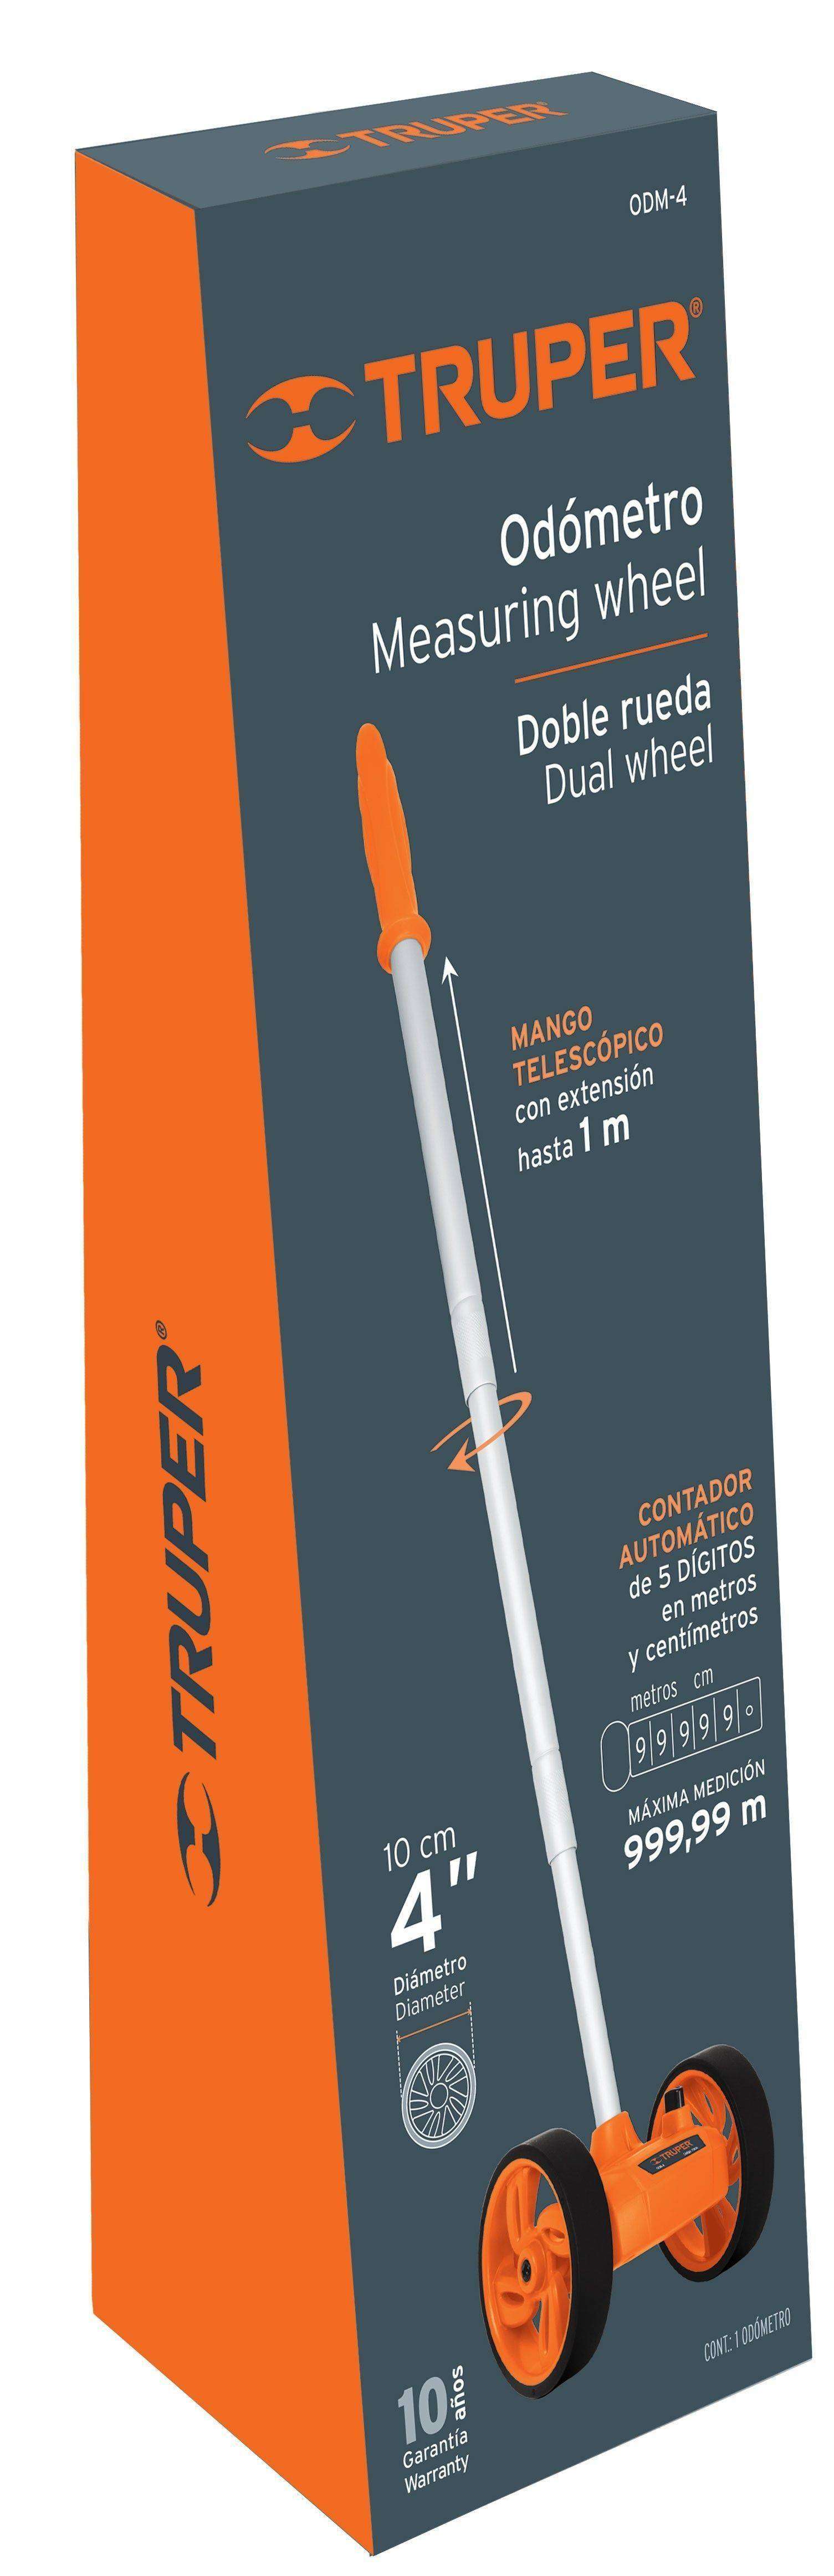 TRUPER®
ODM-4
TRUPER®
Odómetro
Measuring wheel
Doble rueda
Dual wheel
MANGO
TELESCÓPICO
con extensión
hasta 1 m
CONTADOR
AUTOMÁTICO
de 5 DÍGITOS
en metros
y centímetros
metros cm
9 9 9 9 9
MÁXIMA MEDICIÓN
999,99 m
10 cm
4"
Diámetro
Diameter
TRUPER®
TRUPER
CONT.: 1 ODÓMETRO
10 años
Garantía
Warranty